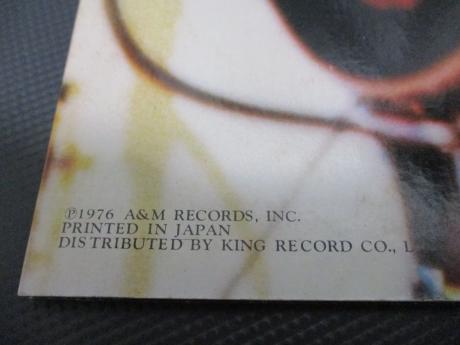 ℗1976 A&M RECORDS, INC.
PRINTED IN JAPAN
DISTRIBUTED BY KING RECORD CO., L